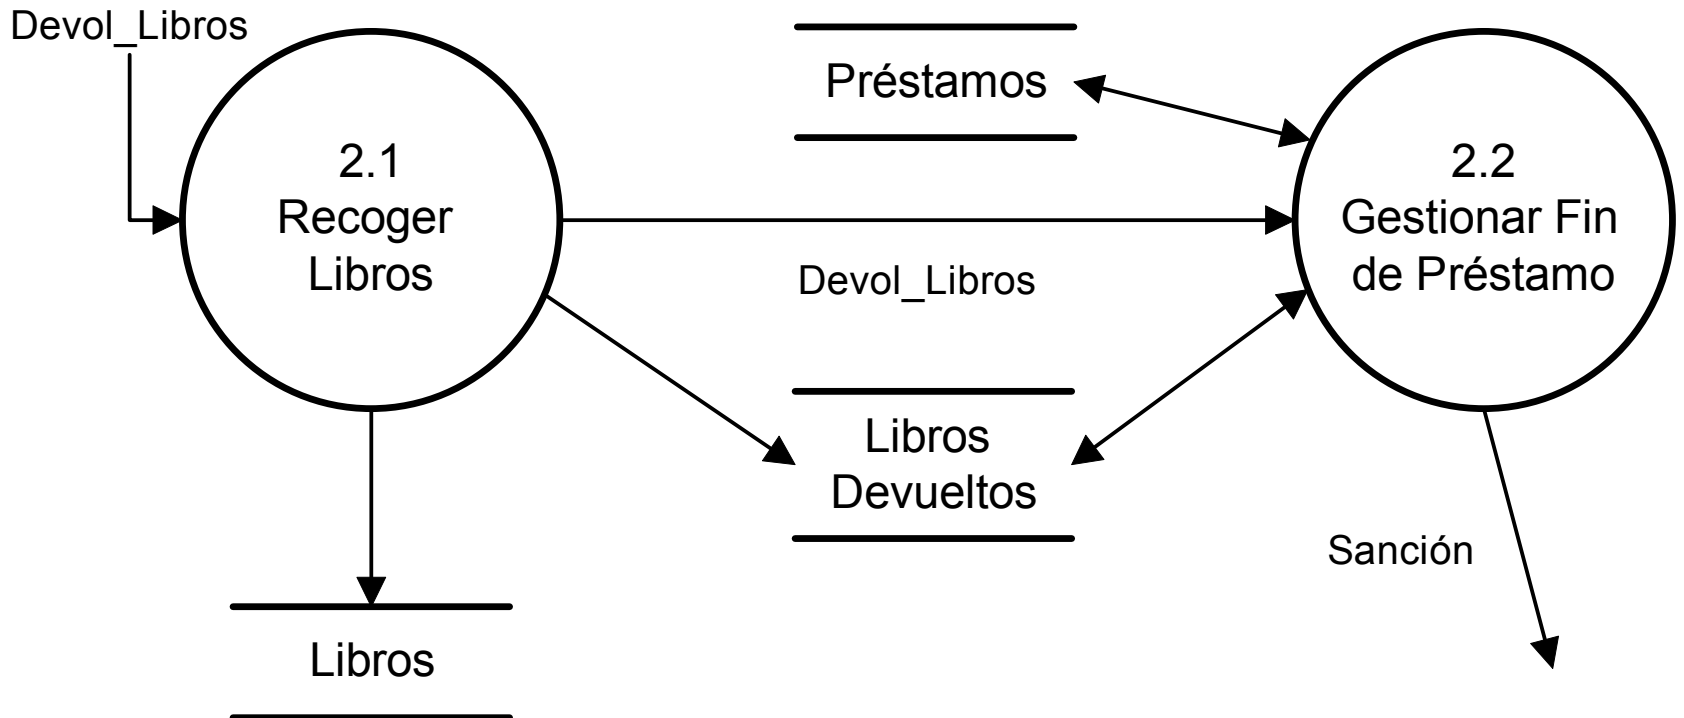 Devol_Libros
Préstamos
2.1
Recoger
Libros
2.2
Gestionar Fin
de Préstamo
Devol_Libros
Libros
Devueltos
Sanción
Libros